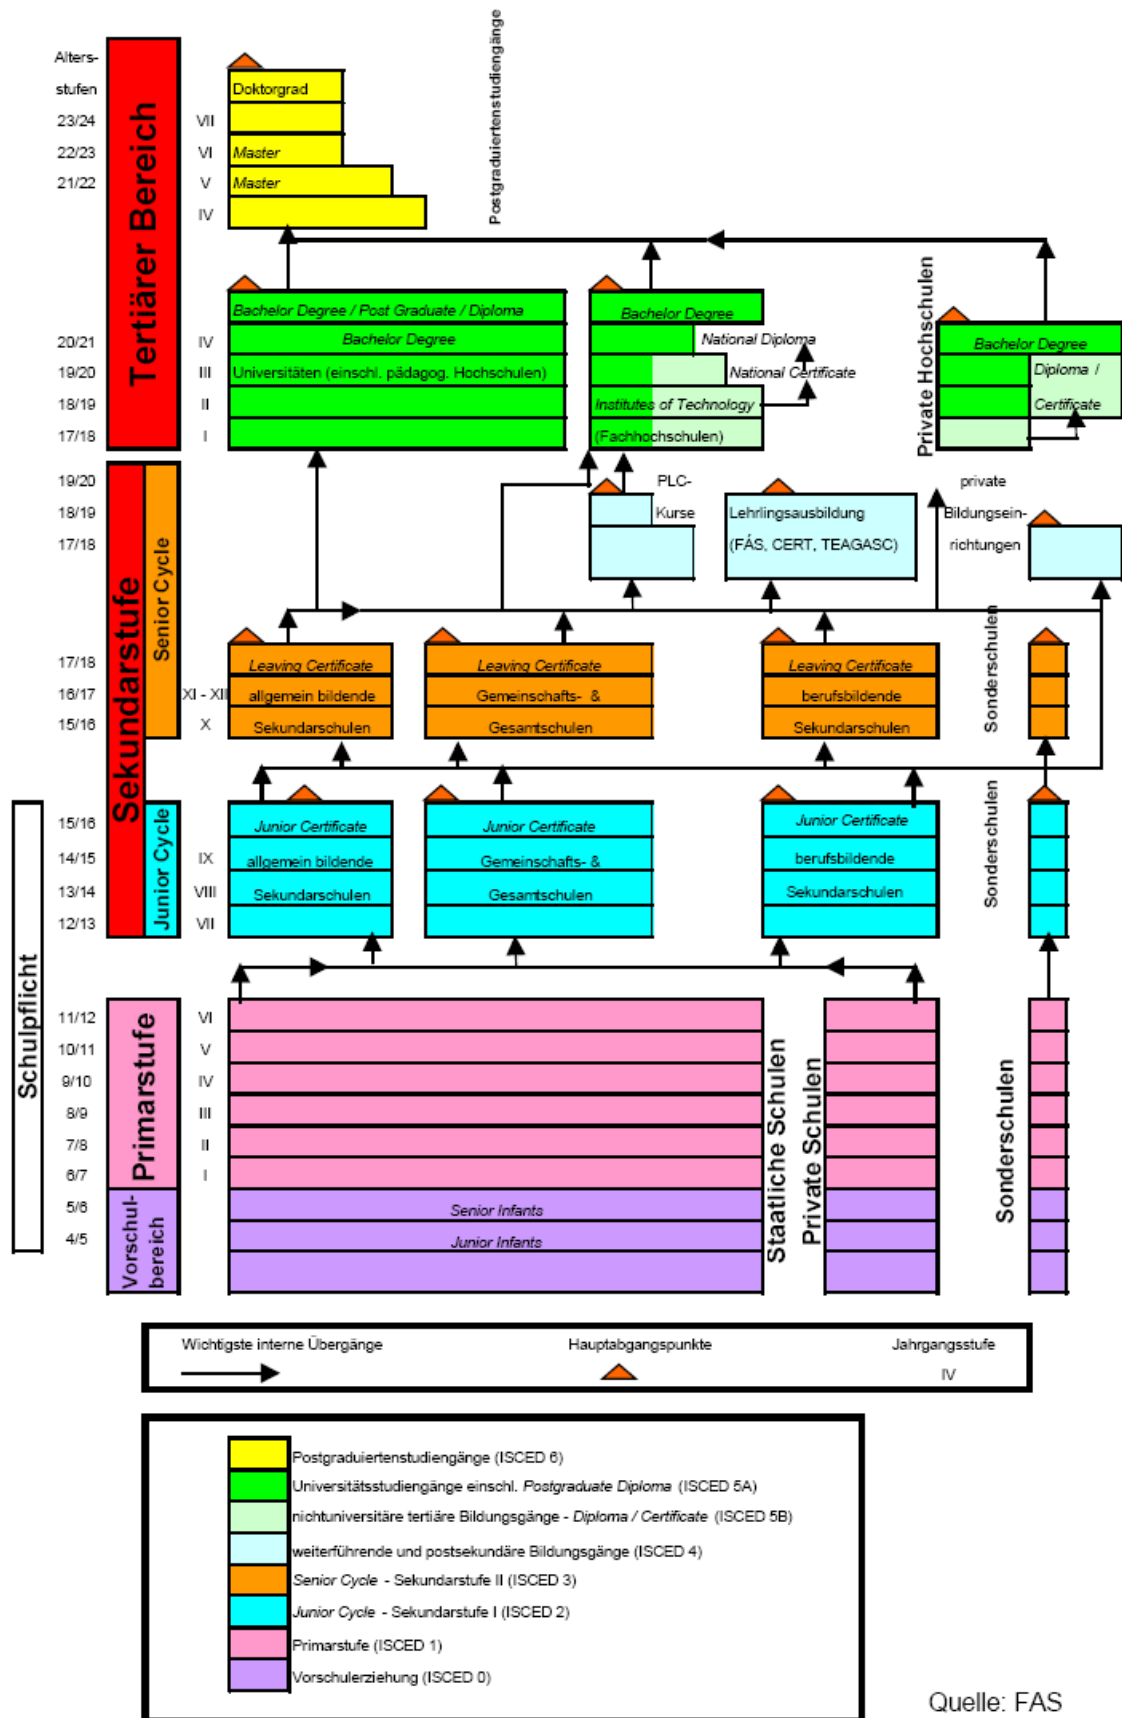 Alters-
stufen
23/24
22/23
21/22
VII
VI
V
IV
Tertiärer Bereich
Doktorgrad
Master
Master
Postgraduiertenstudiengänge
20/21
19/20
18/19
17/18
IV
III
II
I
Bachelor Degree / Post Graduate / Diploma
Bachelor Degree
Universitäten (einschl. pädagog. Hochschulen)
Bachelor Degree
National Diploma
National Certificate
Institutes of Technology
(Fachhochschulen)
Private Hochschulen
Bachelor Degree
Diploma /
Certificate
Sekundarstufe
Senior Cycle
19/20
18/19
17/18
PLC-
Kurse
Lehrlingsausbildung
(FÁS, CERT, TEAGASC)
private
Bildungsein-
richtungen
17/18
16/17
15/16
XI - XII
X
Leaving Certificate
allgemein bildende
Sekundarschulen
Leaving Certificate
Gemeinschafts- &
Gesamtschulen
Leaving Certificate
berufsbildende
Sekundarschulen
Sonderschulen
Junior Cycle
15/16
14/15
13/14
12/13
IX
VIII
VII
Junior Certificate
allgemein bildende
Sekundarschulen
Junior Certificate
Gemeinschafts- &
Gesamtschulen
Junior Certificate
berufsbildende
Sekundarschulen
Sonderschulen
Schulpflicht
Primarstufe
11/12
10/11
9/10
8/9
7/8
6/7
VI
V
IV
III
II
I
Vorschul-
bereich
5/6
4/5
Senior Infants
Junior Infants
Staatliche Schulen
Private Schulen
Sonderschulen
Wichtigste interne Übergänge
Hauptabgangspunkte
Jahrgangsstufe
IV
Postgraduiertenstudiengänge (ISCED 6)
Universitätsstudiengänge einschl. Postgraduate Diploma (ISCED 5A)
nichtuniversitäre tertiäre Bildungsgänge - Diploma / Certificate (ISCED 5B)
weiterführende und postsekundäre Bildungsgänge (ISCED 4)
Senior Cycle - Sekundarstufe II (ISCED 3)
Junior Cycle - Sekundarstufe I (ISCED 2)
Primarstufe (ISCED 1)
Vorschulerziehung (ISCED 0)
Quelle: FAS